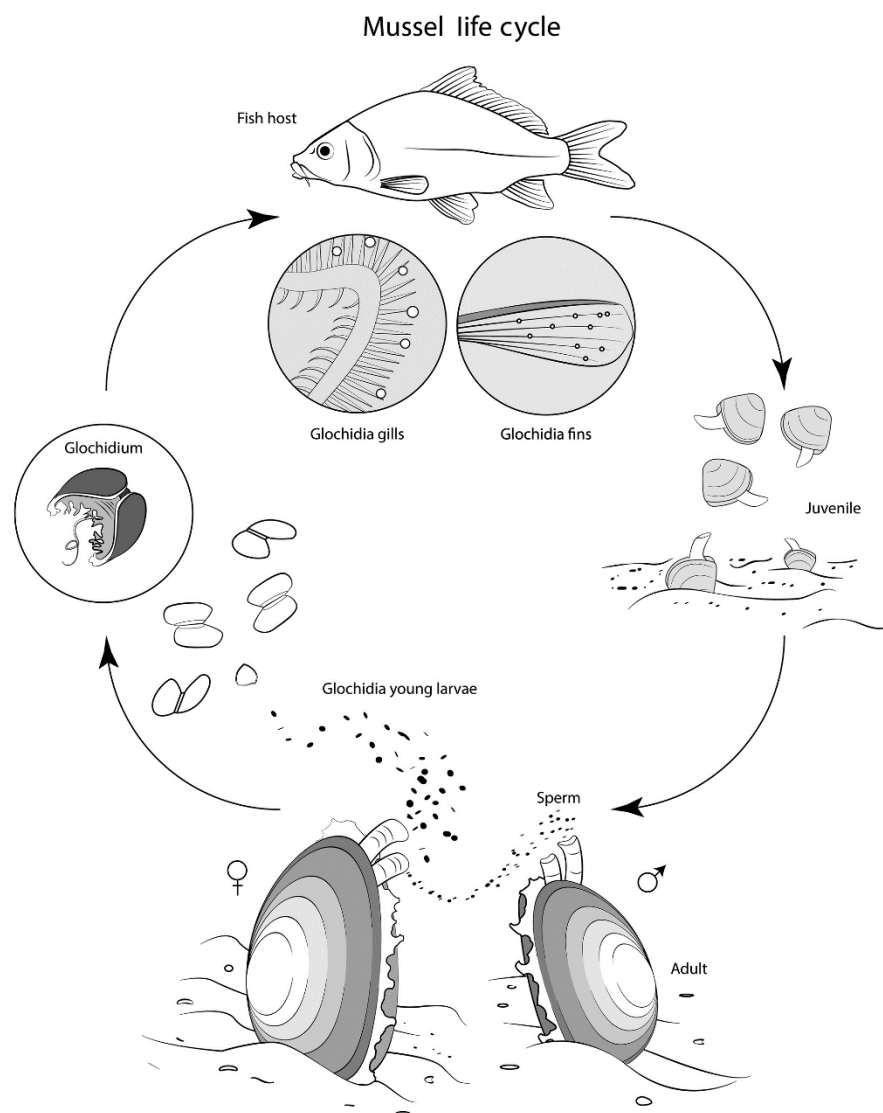 Mussel life cycle
Fish host
Glochidia gills
Glochidia fins
Glochidium
Juvenile
Glochidia young larvae
Sperm
♀
♂
Adult